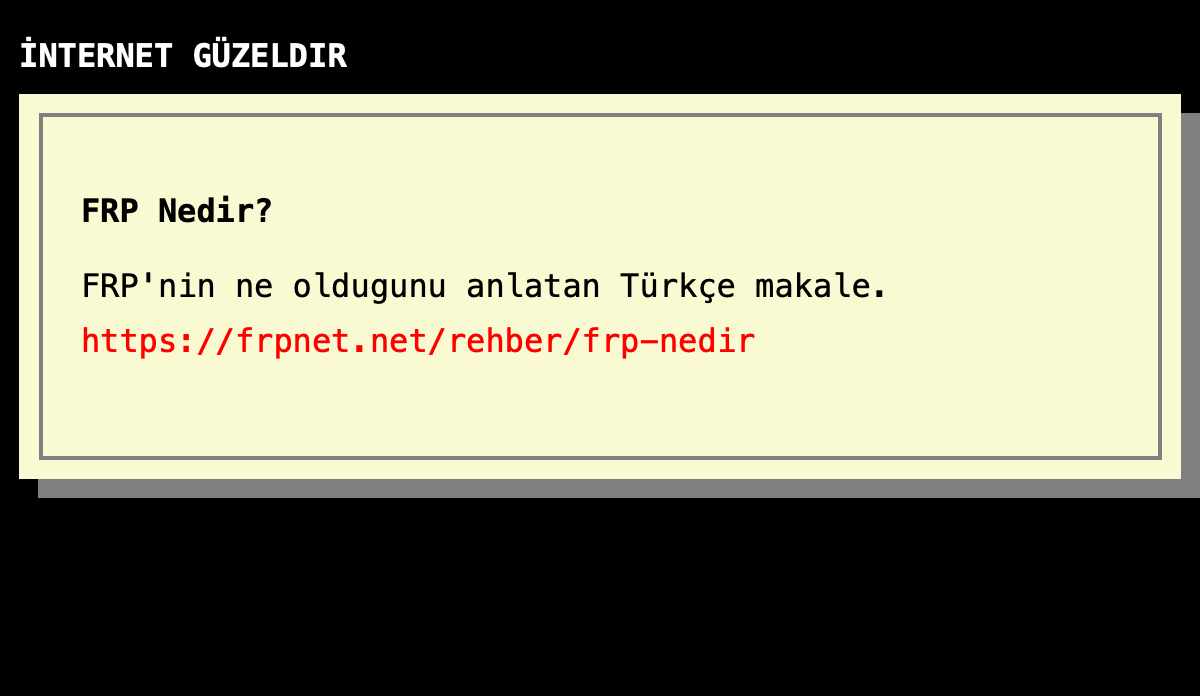 İNTERNET GÜZELDIR
FRP Nedir?
FRP'nin ne oldugunu anlatan Türkçe makale.
https://frpnet.net/rehber/frp-nedir